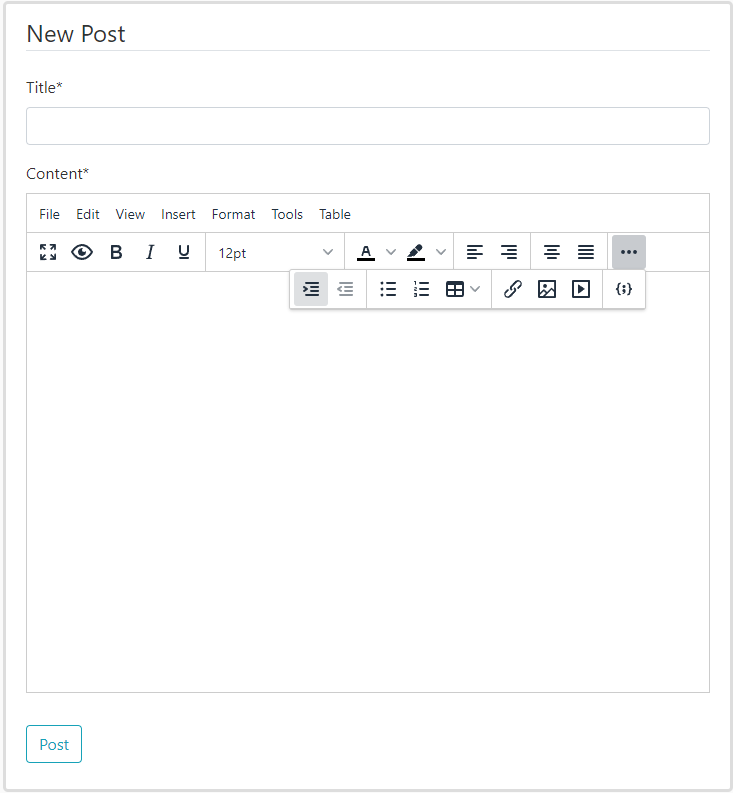 New Post
Title*
Content*
File Edit View Insert Format Tools Table
B I U 12pt A
Post